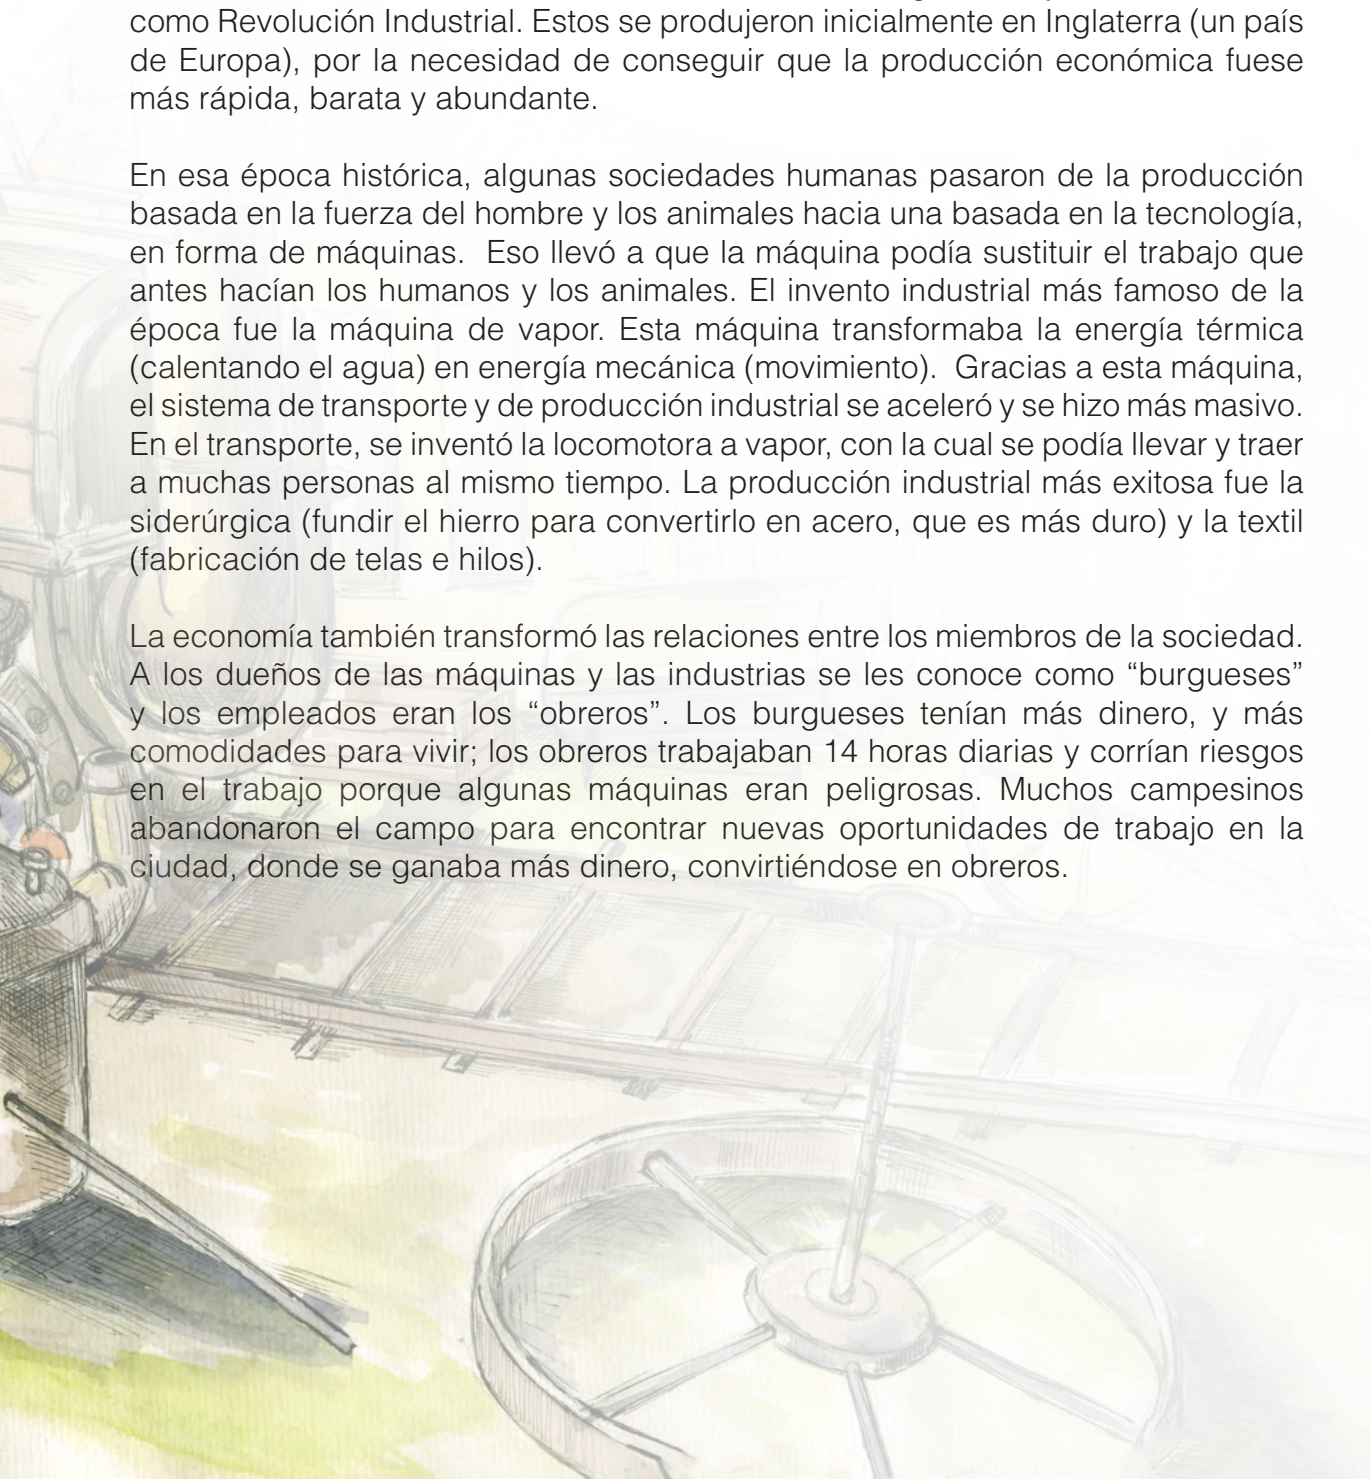 como Revolución Industrial. Estos se produjeron inicialmente en Inglaterra (un país
de Europa), por la necesidad de conseguir que la producción económica fuese
más rápida, barata y abundante.
En esa época histórica, algunas sociedades humanas pasaron de la producción
basada en la fuerza del hombre y los animales hacia una basada en la tecnología,
en forma de máquinas.  Eso llevó a que la máquina podía sustituir el trabajo que
antes hacían los humanos y los animales. El invento industrial más famoso de la
época fue la máquina de vapor. Esta máquina transformaba la energía térmica
(calentando el agua) en energía mecánica (movimiento).  Gracias a esta máquina,
el sistema de transporte y de producción industrial se aceleró y se hizo más masivo.
En el transporte, se inventó la locomotora a vapor, con la cual se podía llevar y traer
a muchas personas al mismo tiempo. La producción industrial más exitosa fue la
siderúrgica (fundir el hierro para convertirlo en acero, que es más duro) y la textil
(fabricación de telas e hilos).
La economía también transformó las relaciones entre los miembros de la sociedad.
A los dueños de las máquinas y las industrias se les conoce como “burgueses”
y los empleados eran los “obreros”. Los burgueses tenían más dinero, y más
comodidades para vivir; los obreros trabajaban 14 horas diarias y corrían riesgos
en el trabajo porque algunas máquinas eran peligrosas. Muchos campesinos
abandonaron el campo para encontrar nuevas oportunidades de trabajo en la
ciudad, donde se ganaba más dinero, convirtiéndose en obreros.